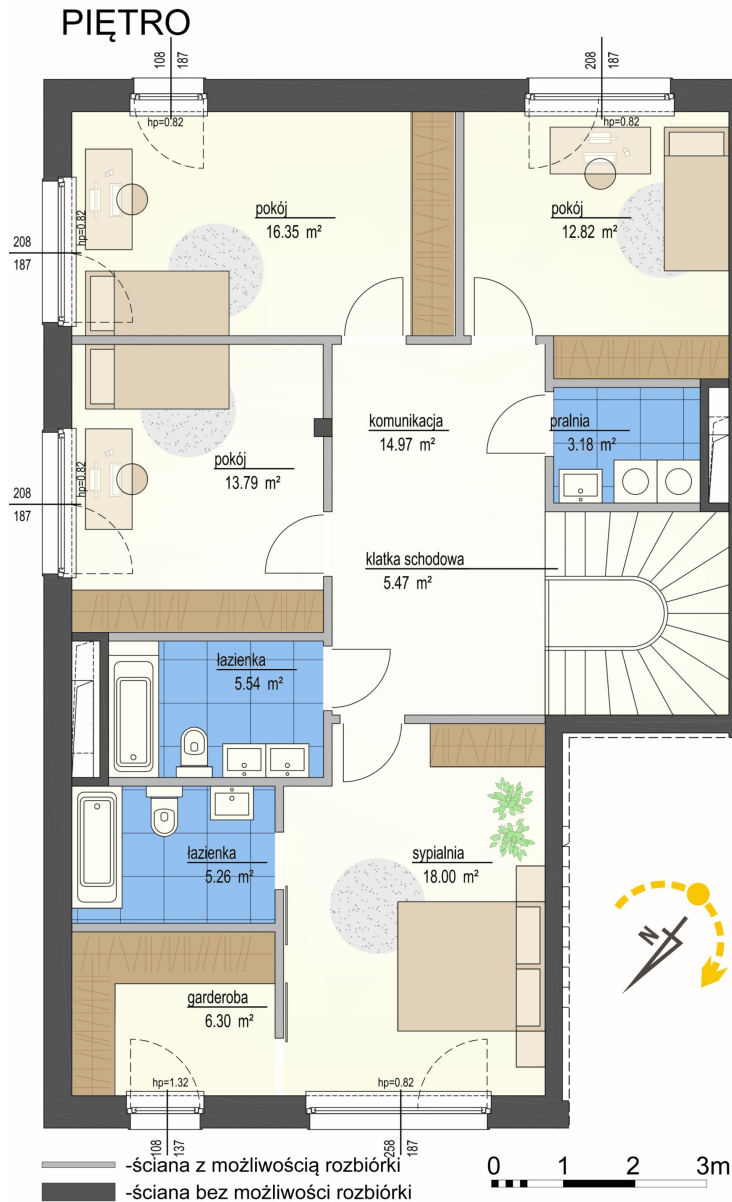 PIĘTRO
108
187
208
187
hp=0.82
hp=0.82
pokój
16.35 m²
pokój
12.82 m²
208
187
hp=0.82
komunikacja
14.97 m²
pralnia
3.18 m²
pokój
13.79 m²
208
187
hp=0.82
klatka schodowa
5.47 m²
łazienka
5.54 m²
łazienka
5.26 m²
sypialnia
18.00 m²
N
garderoba
6.30 m²
hp=1.32
hp=0.82
108
137
258
187
-ściana z możliwością rozbiórki
-ściana bez możliwości rozbiórki
0 1 2 3m